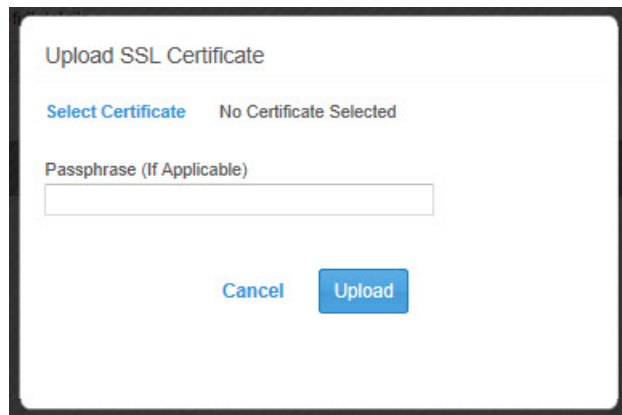 Upload SSL Certificate
Select Certificate No Certificate Selected
Passphrase (If Applicable)
Cancel Upload